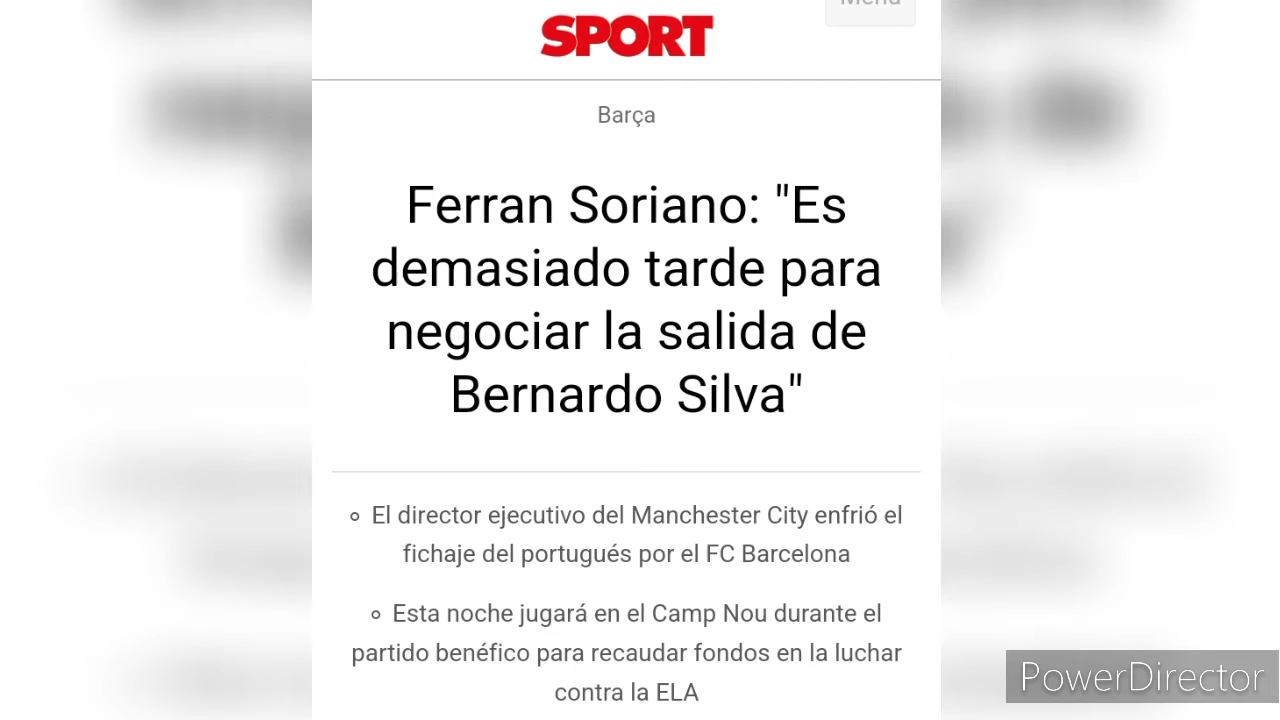 Menu
SPORT
Barça
Ferran Soriano: "Es
demasiado tarde para
negociar la salida de
Bernardo Silva"
El director ejecutivo del Manchester City enfrió el
fichaje del portugués por el FC Barcelona
Esta noche jugará en el Camp Nou durante el
partido benéfico para recaudar fondos en la luchar
contra la ELA
PowerDirector